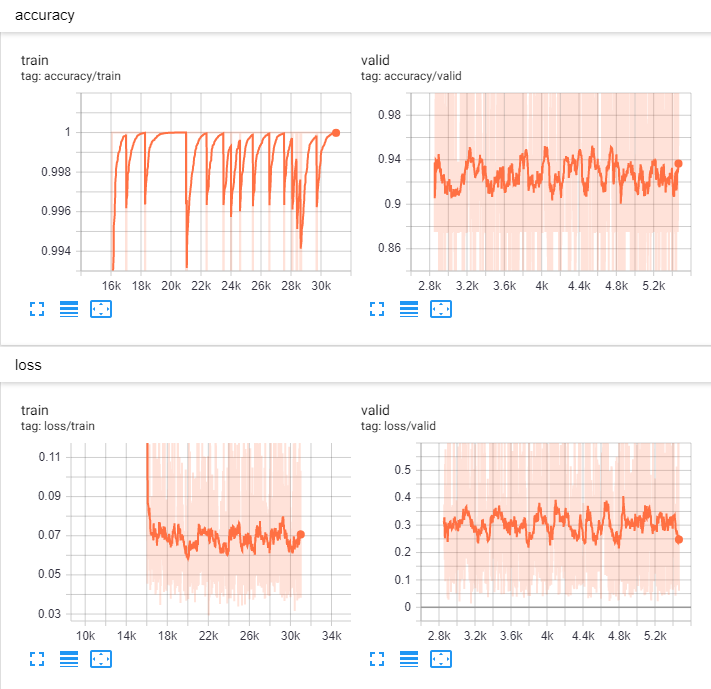 accuracy
train
tag: accuracy/train
1
0.998
0.996
0.994
16k 18k 20k 22k 24k 26k 28k 30k
valid
tag: accuracy/valid
0.98
0.94
0.9
0.86
2.8k 3.2k 3.6k 4k 4.4k 4.8k 5.2k
loss
train
tag: loss/train
0.11
0.09
0.07
0.05
0.03
10k 14k 18k 22k 26k 30k 34k
valid
tag: loss/valid
0.5
0.4
0.3
0.2
0.1
0
2.8k 3.2k 3.6k 4k 4.4k 4.8k 5.2k